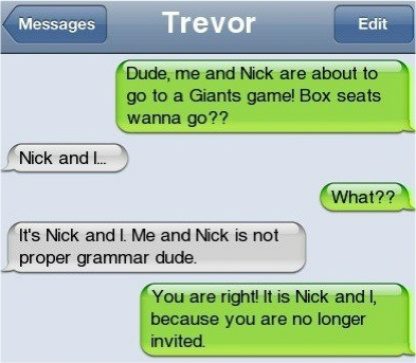 Messages
Trevor
Edit
Dude, me and Nick are about to
go to a Giants game! Box seats
wanna go??
Nick and I...
What??
It's Nick and I. Me and Nick is not
proper grammar dude.
You are right! It is Nick and I,
because you are no longer
invited.